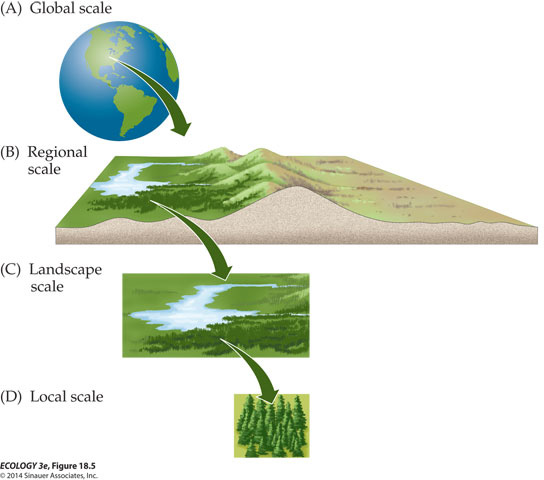 (A) Global scale
(B) Regional
scale
(C) Landscape
scale
(D) Local scale
ECOLOGY 3e, Figure 18.5
© 2014 Sinauer Associates, Inc.